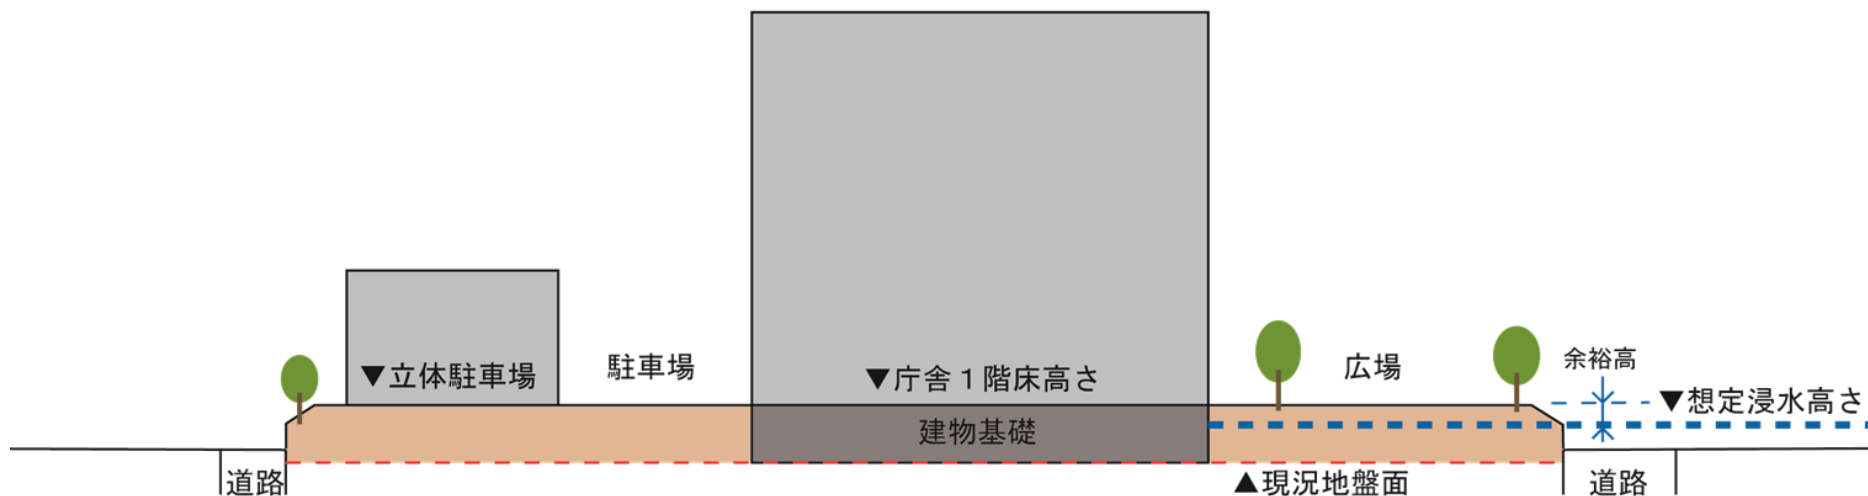 余裕高
駐車場
広場
▼立体駐車場
▼庁舎１階床高さ
▼想定浸水高さ
建物基礎
道路
▲現況地盤面
道路